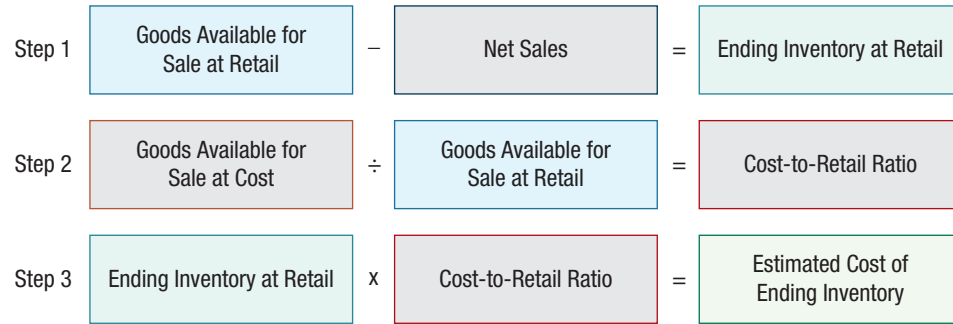 Step 1
Goods Available for
Sale at Retail
−
Net Sales
=
Ending Inventory at Retail
Step 2
Goods Available for
Sale at Cost
÷
Goods Available for
Sale at Retail
=
Cost-to-Retail Ratio
Step 3
Ending Inventory at Retail
x
Cost-to-Retail Ratio
=
Estimated Cost of
Ending Inventory